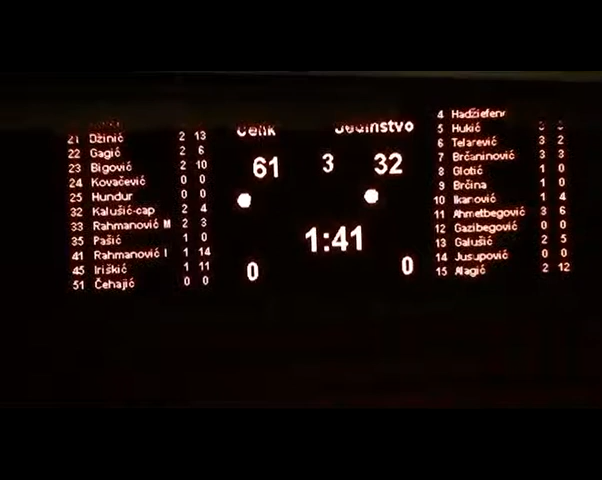 21 Džinić 2 13
22 Gagić 2 6
23 Bigović 2 10
24 Kovačević 0 0
25 Hundur 0 0
32 Kalušić-cap 2 4
33 Rahmanović M 2 3
35 Pašić 1 0
41 Rahmanović I 1 14
45 Iriškić 1 11
51 Čehajić 0 0
Čelik Jedinstvo
61 3 32
1:41
0 0
4 Hadžiefenr
5 Hukić
6 Telarević 3 2
7 Brčaninović 3 3
8 Glotić 1 0
9 Brčina 1 0
10 Ikanović 1 4
11 Ahmetbegović 3 6
12 Gazibegović 0 0
13 Galušić 2 5
14 Jusupović 0 0
15 Alagić 2 12